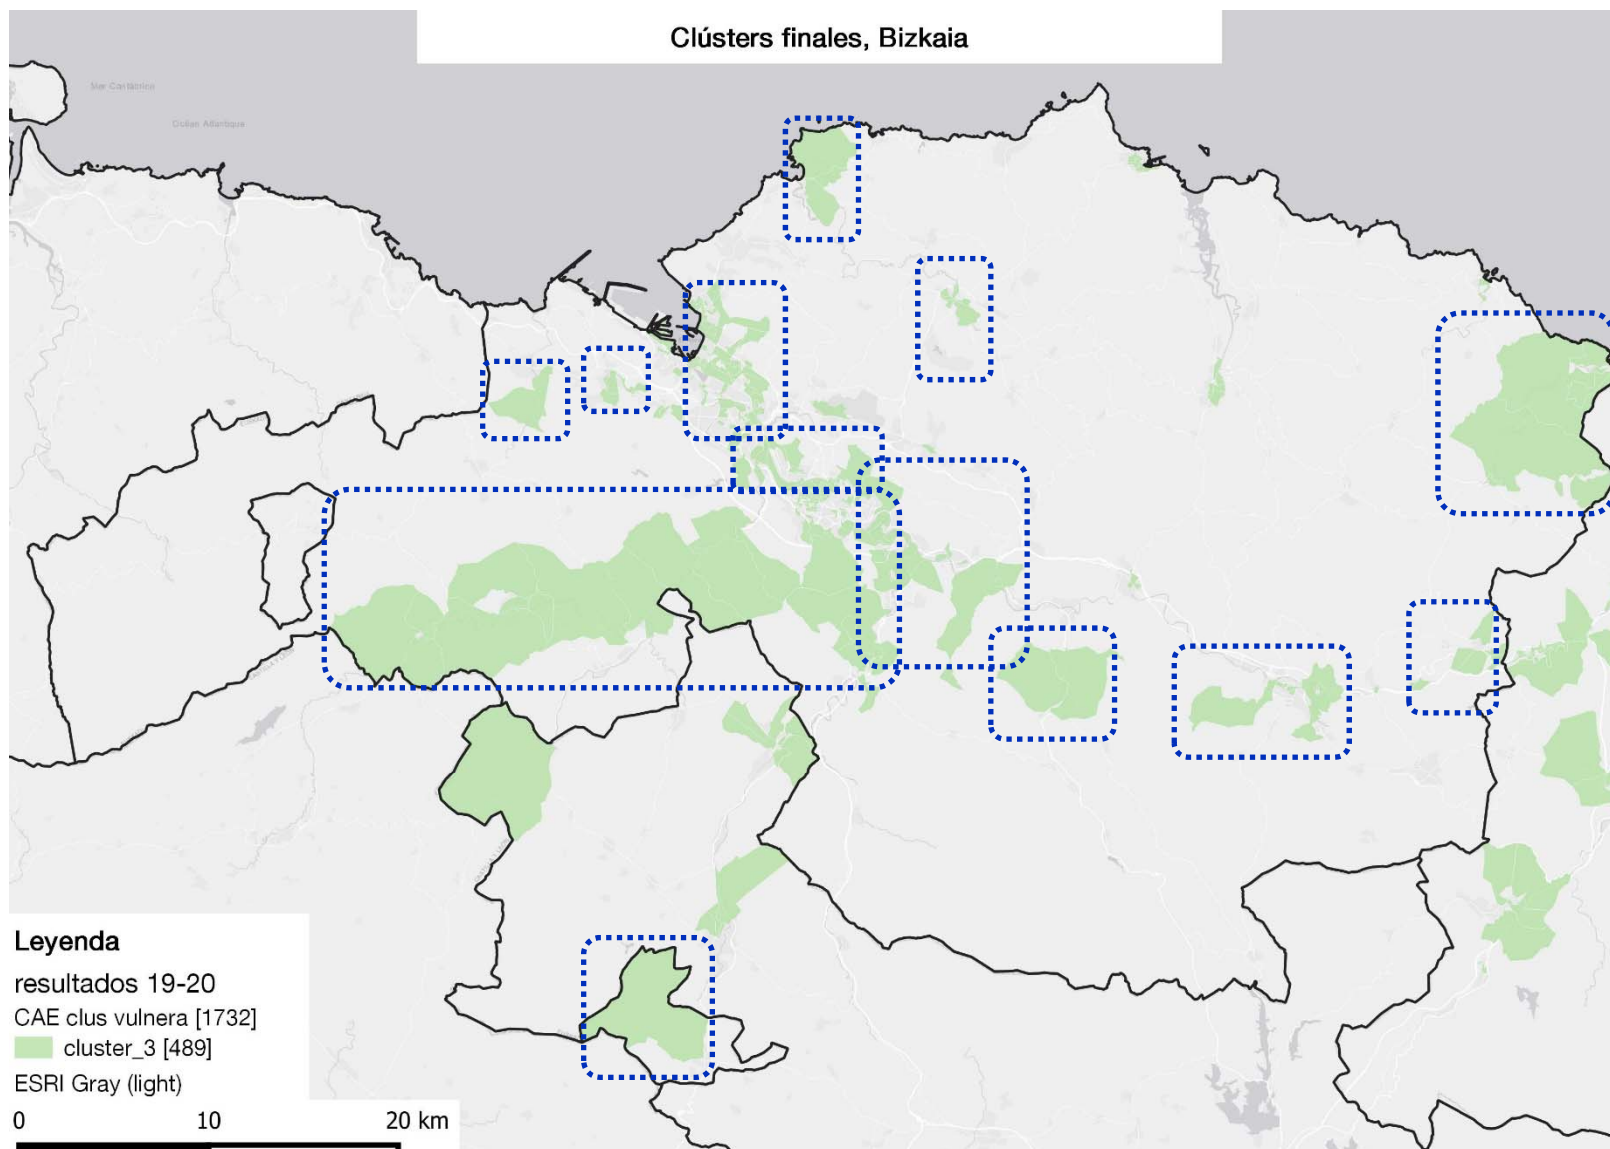 Clústers finales, Bizkaia
Mar Cantábrico
Océan Atlantique
Leyenda
resultados 19-20
CAE clus vulnera [1732]
cluster_3 [489]
ESRI Gray (light)
0 10 20 km